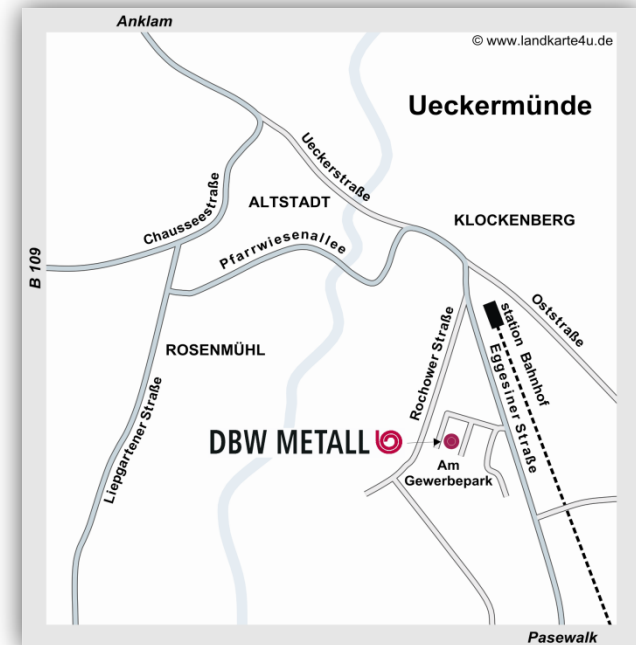 Anklam
© www.landkarte4u.de
Ueckermünde
Ueckerstraße
ALTSTADT
KLOCKENBERG
Chausseestraße
Pfarrwiesenallee
B 109
Oststraße
station Bahnhof
ROSENMÜHL
Rochower Straße
Eggesiner Straße
Liepgartener Straße
DBW METALL
Am
Gewerbepark
Pasewalk